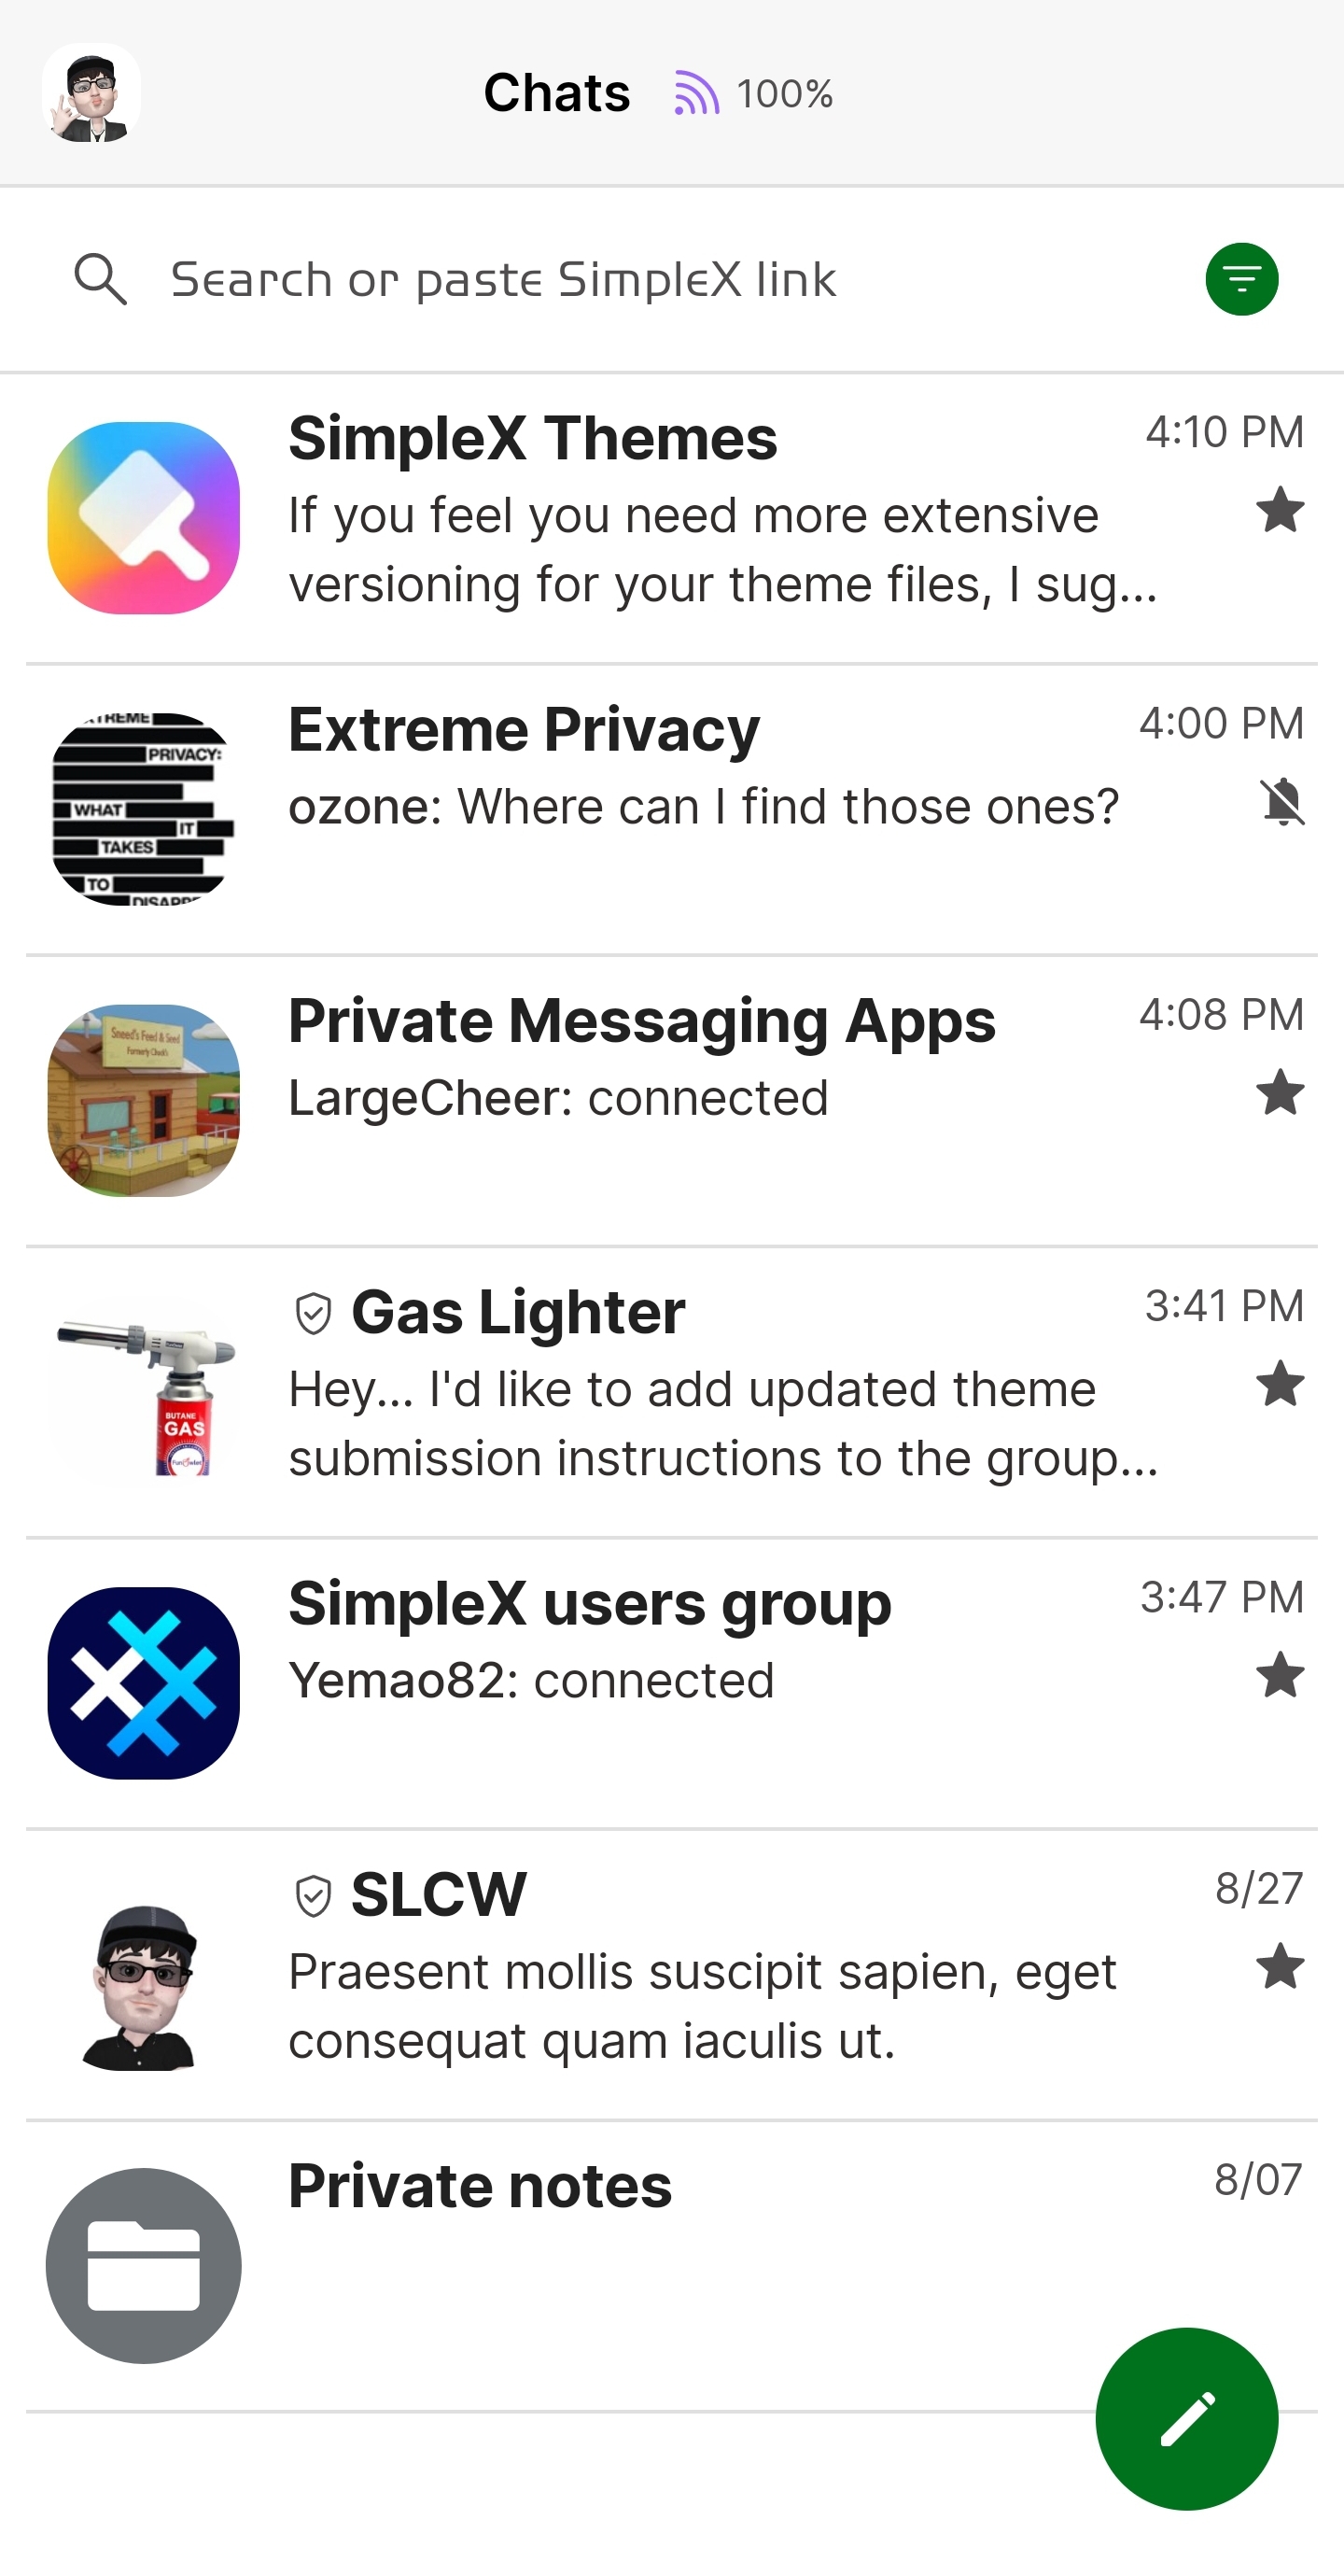 Chats 100%
Search or paste SimpleX link
SimpleX Themes 4:10 PM
If you feel you need more extensive
versioning for your theme files, I sug...
Extreme Privacy 4:00 PM
PRIVACY:
WHAT
IT
TAKES
TO
ozone: Where can I find those ones?
Private Messaging Apps 4:08 PM
Sneed's Feed & Seed
Formerly Chuck's
LargeCheer: connected
Gas Lighter 3:41 PM
BUTANE
GAS
Hey... I'd like to add updated theme
submission instructions to the group...
SimpleX users group 3:47 PM
Yemao82: connected
SLCW 8/27
Praesent mollis suscipit sapien, eget
consequat quam iaculis ut.
Private notes 8/07